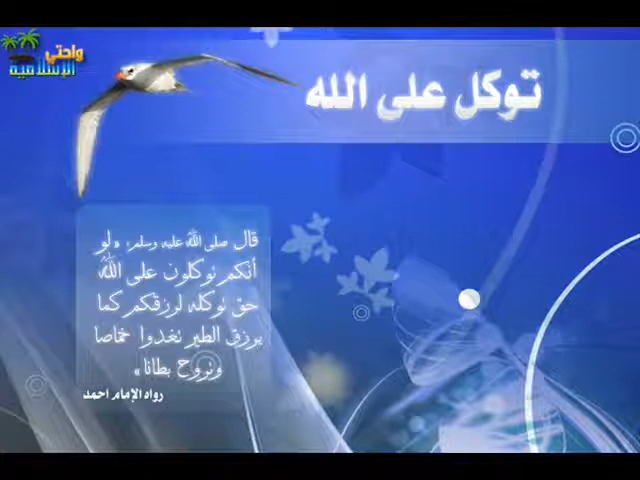 واحتي
الإسلامية
توكل على الله
قال صلى الله عليه وسلم: «لو
أنكم توكلون على الله
حق توكله لرزقكم كما
يرزق الطير تغدوا خماصا
وتروح بطانا»
رواه الإمام احمد